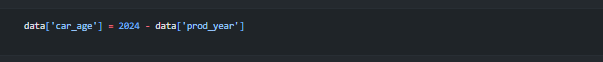 data['car_age'] = 2024 - data['prod_year']